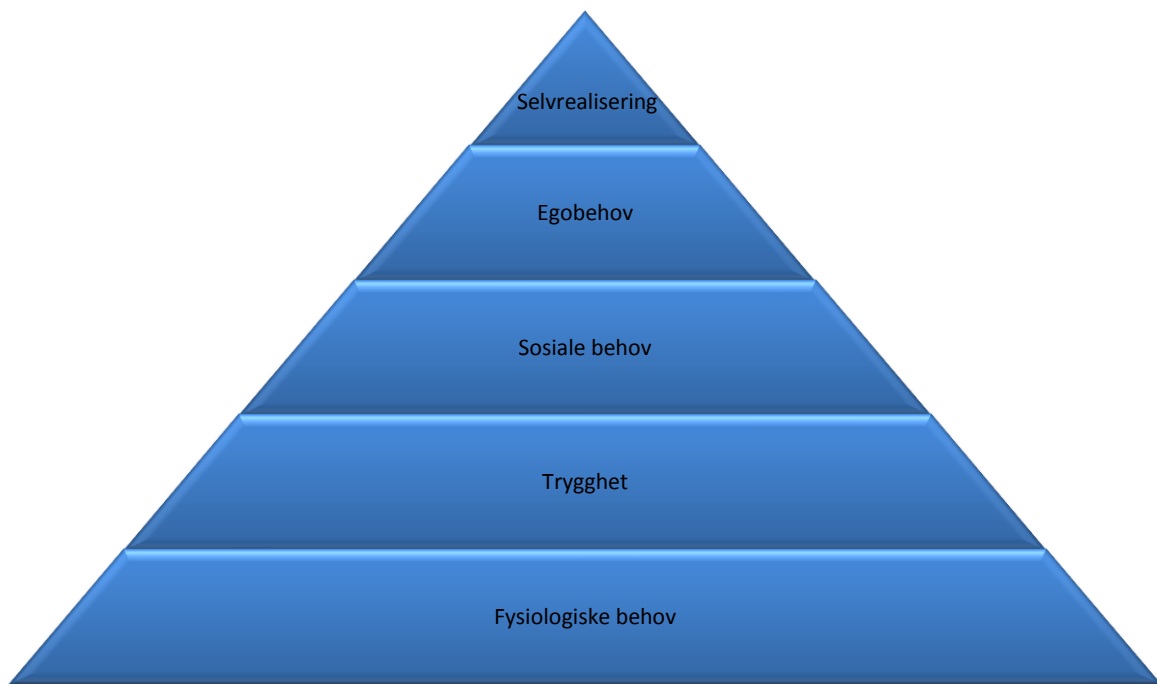 Selvrealisering
Egobehov
Sosiale behov
Trygghet
Fysiologiske behov